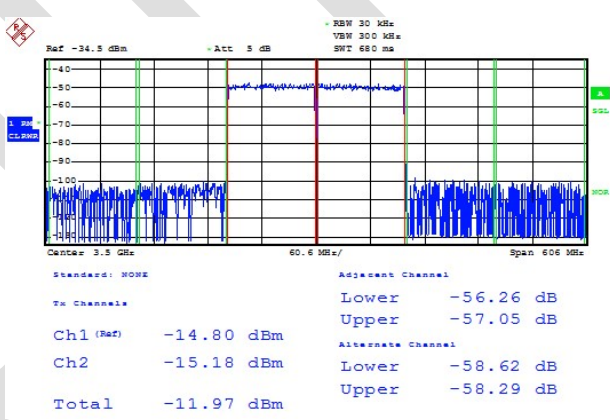 * RBW 30 kHz
VBW 300 kHz
Ref -34.5 dBm * Att 5 dB SWT 680 ms
-40
-50
-60
-70
-80
-90
-100
1 RM *
CLRWR
A
SGL
NOR
Center 3.5 GHz 60.6 MHz/ Span 606 MHz
Standard: NONE
Tx Channels
Ch1 (Ref) -14.80 dBm
Ch2 -15.18 dBm
Total -11.97 dBm
Adjacent Channel
Lower -56.26 dB
Upper -57.05 dB
Alternate Channel
Lower -58.62 dB
Upper -58.29 dB